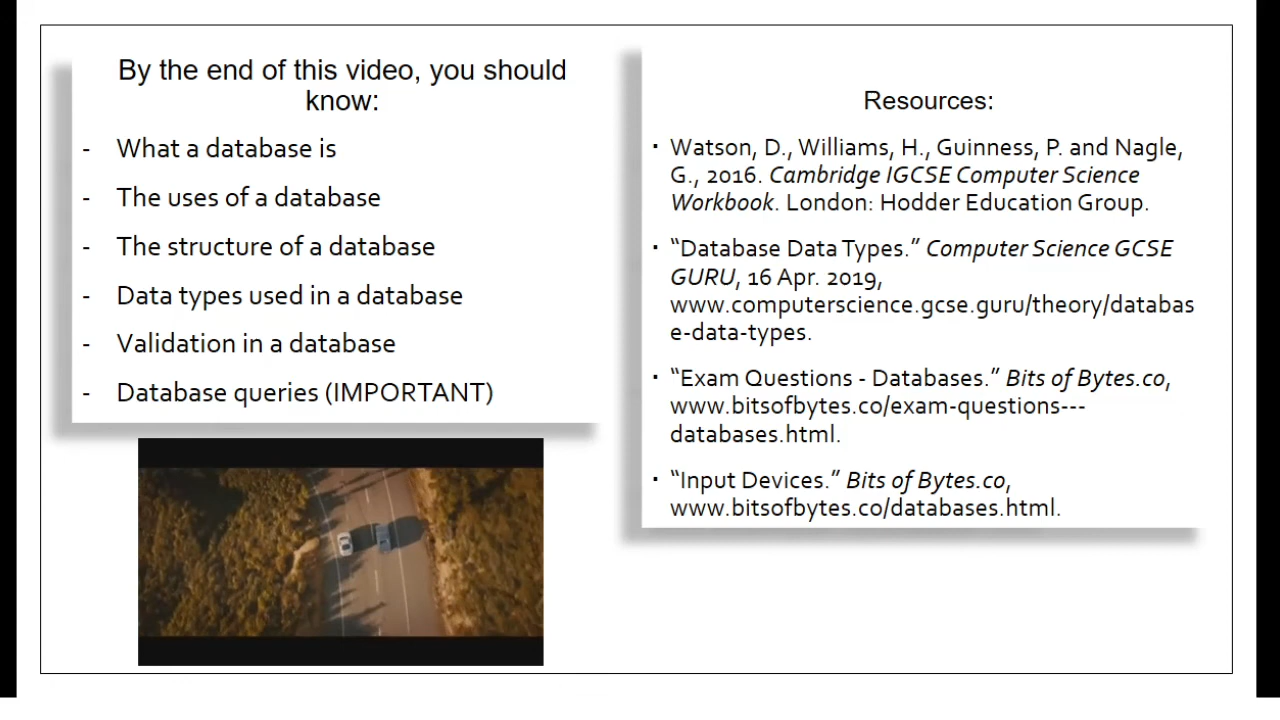 By the end of this video, you should
know:
- What a database is
- The uses of a database
- The structure of a database
- Data types used in a database
- Validation in a database
- Database queries (IMPORTANT)
Resources:
· Watson, D., Williams, H., Guinness, P. and Nagle,
G., 2016. Cambridge IGCSE Computer Science
Workbook. London: Hodder Education Group.
· “Database Data Types.” Computer Science GCSE
GURU, 16 Apr. 2019,
www.computerscience.gcse.guru/theory/databas
e-data-types.
· “Exam Questions - Databases.” Bits of Bytes.co,
www.bitsofbytes.co/exam-questions---
databases.html.
· “Input Devices.” Bits of Bytes.co,
www.bitsofbytes.co/databases.html.